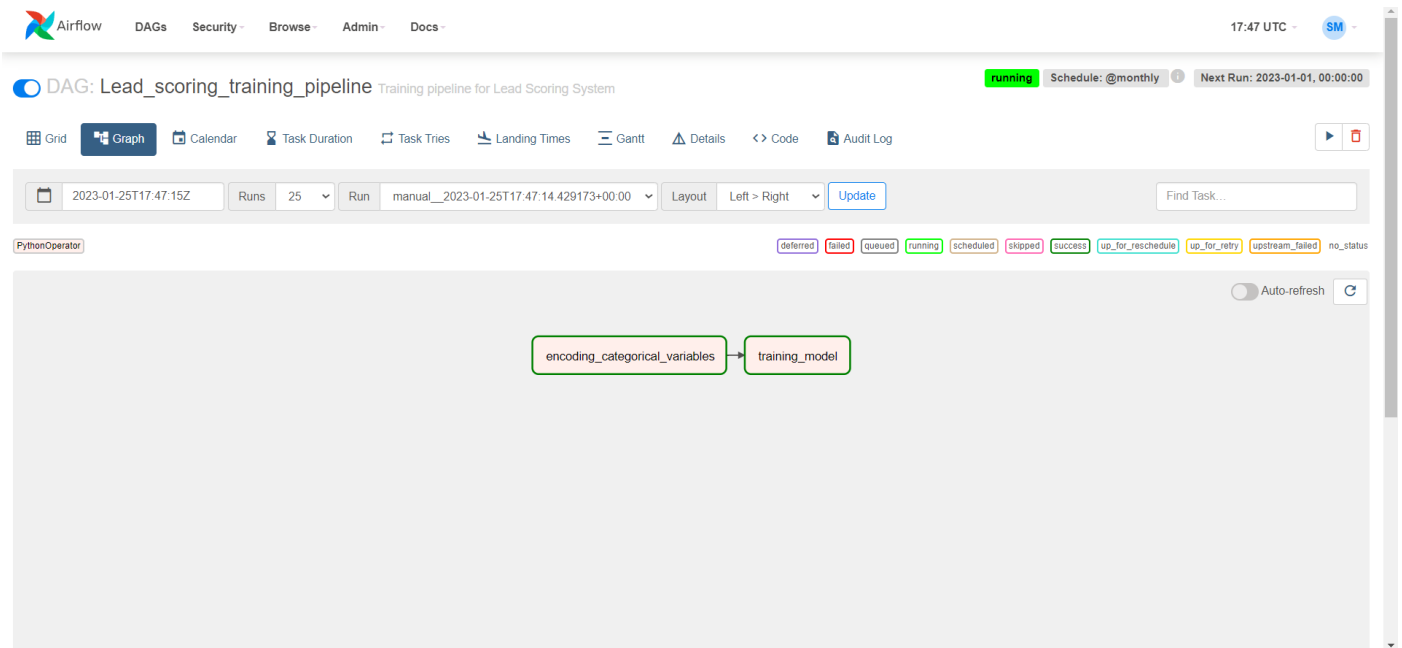 Airflow DAGs Security Browse Admin Docs 17:47 UTC SM
DAG: Lead_scoring_training_pipeline Training pipeline for Lead Scoring System running Schedule: @monthly Next Run: 2023-01-01, 00:00:00
Grid Graph Calendar Task Duration Task Tries Landing Times Gantt Details <> Code Audit Log
2023-01-25T17:47:15Z Runs 25 Run manual__2023-01-25T17:47:14.429173+00:00 Layout Left > Right Update Find Task...
PythonOperator deferred failed queued running scheduled skipped success up_for_reschedule up_for_retry upstream_failed no_status
Auto-refresh
encoding_categorical_variables training_model